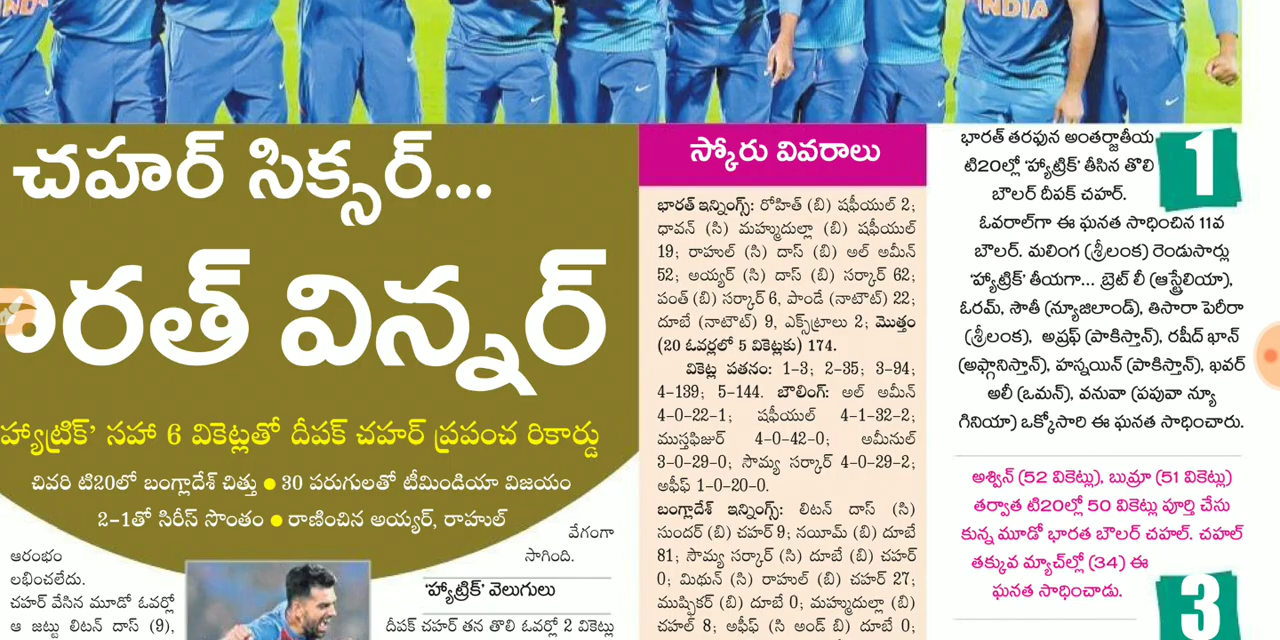 INDIA
చహర్ సిక్సర్...
రత్ విన్నర్
హ్యాట్రిక్’ సహా 6 వికెట్లతో దీపక్ చహర్ ప్రపంచ రికార్డు
చివరి టి20లో బంగ్లాదేశ్ చిత్తు ● 30 పరుగులతో టీమిండియా విజయం
2-1తో సిరీస్ సొంతం ● రాణించిన అయ్యర్, రాహుల్
ఆరంభం
లభించలేదు.
చహర్ వేసిన మూడో ఓవర్లో
ఆ జట్టు లిటన్ దాస్ (9),
వేగంగా
సాగింది.
‘హ్యాట్రిక్’ వెలుగులు
దీపక్ చహర్ తన తొలి ఓవర్లో 2 వికెట్లు
స్కోరు వివరాలు
భారత్ ఇన్నింగ్స్: రోహిత్ (బి) షఫీయుల్ 2;
ధావన్ (సి) మహ్ముదుల్లా (బి) షఫీయుల్
19; రాహుల్ (సి) దాస్ (బి) అల్ అమీన్
52; అయ్యర్ (సి) దాస్ (బి) సర్కార్ 62;
పంత్ (బి) సర్కార్ 6, పాండే (నాటౌట్) 22;
దూబే (నాటౌట్) 9, ఎక్స్‌ట్రాలు 2; మొత్తం
(20 ఓవర్లలో 5 వికెట్లకు) 174.
వికెట్ల పతనం: 1-3; 2-35; 3-94;
4-139; 5-144. బౌలింగ్: అల్ అమీన్
4-0-22-1; షఫీయుల్ 4-1-32-2;
ముస్తఫిజుర్ 4-0-42-0; అమీనుల్
3-0-29-0; సౌమ్య సర్కార్ 4-0-29-2;
అఫీఫ్ 1-0-20-0.
బంగ్లాదేశ్ ఇన్నింగ్స్: లిటన్ దాస్ (సి)
సుందర్ (బి) చహర్ 9; నయీమ్ (బి) దూబే
81; సౌమ్య సర్కార్ (సి) దూబే (బి) చహర్
0; మిథున్ (సి) రాహుల్ (బి) చహర్ 27;
ముష్ఫికర్ (బి) దూబే 0; మహ్ముదుల్లా (బి)
చహల్ 8; అఫీఫ్ (సి అండ్ బి) దూబే 0;
1
భారత్ తరఫున అంతర్జాతీయ
టి20ల్లో ‘హ్యాట్రిక్’ తీసిన తొలి
బౌలర్ దీపక్ చహర్.
ఓవరాల్‌గా ఈ ఘనత సాధించిన 11వ
బౌలర్. మలింగ (శ్రీలంక) రెండుసార్లు
‘హ్యాట్రిక్’ తీయగా... బ్రెట్ లీ (ఆస్ట్రేలియా),
ఓరమ్, సౌతీ (న్యూజిలాండ్), తిసారా పెరీరా
(శ్రీలంక), అష్రఫ్ (పాకిస్తాన్), రషీద్ ఖాన్
(అఫ్గానిస్తాన్), హస్నయిన్ (పాకిస్తాన్), ఖవర్
అలీ (ఒమన్), వనువా (పపువా న్యూ
గినియా) ఒక్కోసారి ఈ ఘనత సాధించారు.
అశ్విన్ (52 వికెట్లు), బుమ్రా (51 వికెట్లు)
తర్వాత టి20ల్లో 50 వికెట్లు పూర్తి చేసు
కున్న మూడో భారత బౌలర్ చహల్. చహల్
తక్కువ మ్యాచ్‌ల్లో (34) ఈ
ఘనత సాధించాడు.
3